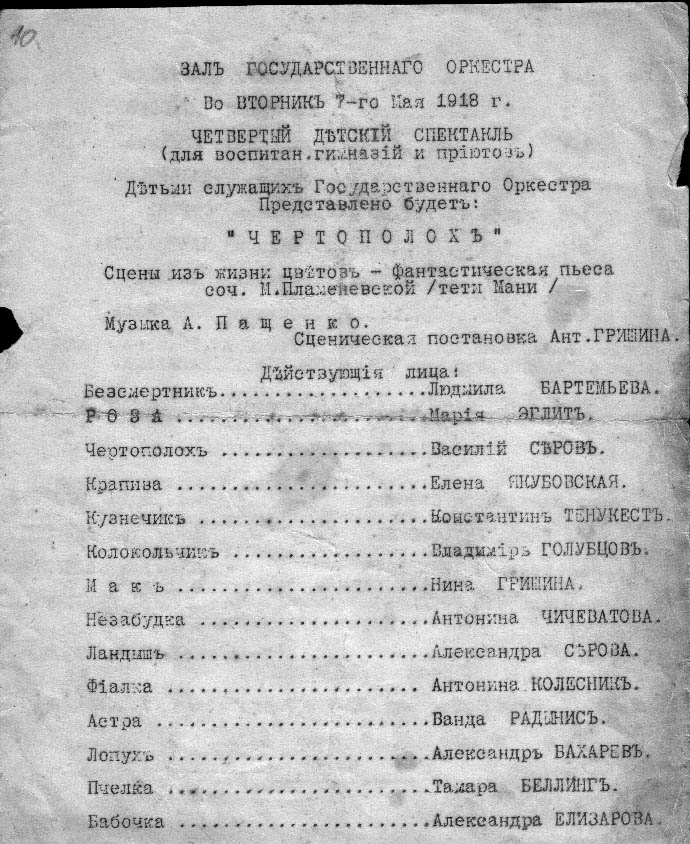 10.
ЗАЛЪ ГОСУДАРСТВЕННАГО ОРКЕСТРА
Во ВТОРНИКЪ 7-го Мая 1918 г.
ЧЕТВЕРТЫЙ ДѢТСКІЙ СПЕКТАКЛЬ
(для воспитан.гимназій и пріютовъ)
Дѣтьми служащихъ Государственнаго Оркестра
Представлено будетъ:
"ЧЕРТОПОЛОХЪ"
Сцены изъ жизни цвѣтовъ - фантастическая пьеса
соч. М.Пламеневской /тети Мани /
Музыка А. Пащенко.
Сценическая постановка Ант.ГРИШИНА.
Дѣйствующія лица:
Безсмертникъ...................Людмила БАРТЕМЬЕВА.
РОЗА ......................Марія ЭГЛИТЪ.
Чертополохъ ..................Василій СѢРОВЪ.
Крапива ......................Елена ЯКУБОВСКАЯ.
Кузнечикъ ....................Константинъ ТЕНУКЕСТЪ.
Колокольчикъ..................Владиміръ ГОЛУБЦОВЪ.
Макъ ......................Нина ГРИШИНА.
Незабудка ....................Антонина ЧИЧЕВАТОВА.
Ландышъ ......................Александра СѢРОВА.
Фіалка ....................... Антонина КОЛЕСНИКЪ.
Астра ........................Ванда РАДЫНИСЪ.
Лопухъ .......................Александръ БАХАРЕВЪ.
Пчелка .......................Тамара БЕЛЛИНГЪ.
Бабочка ......................Александра ЕЛИЗАРОВА.